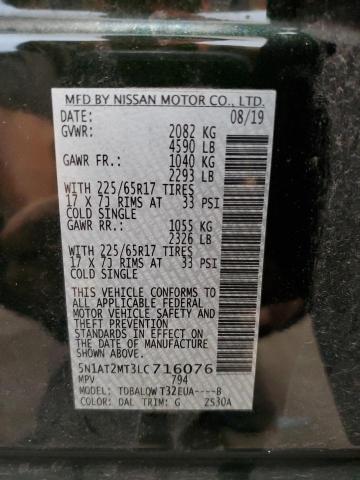 MFD BY NISSAN MOTOR CO., LTD.
DATE: 08/19
GVWR: 2082 KG
4590 LB
GAWR FR.: 1040 KG
2293 LB
WITH 225/65R17 TIRES
17 X 7J RIMS AT 33 PSI
COLD SINGLE
GAWR RR.: 1055 KG
2326 LB
WITH 225/65R17 TIRES
17 X 7J RIMS AT 33 PSI
COLD SINGLE
THIS VEHICLE CONFORMS TO
ALL APPLICABLE FEDERAL
MOTOR VEHICLE SAFETY AND
AND THEFT PREVENTION
STANDARDS IN EFFECT ON
THE DATE OF MANUFACTURE
SHOWN ABOVE.
5N1AT2MT3LC716076
MPV 794
MODEL: TDBALQW T32EUA----B
COLOR: DAL TRIM: G 2530A